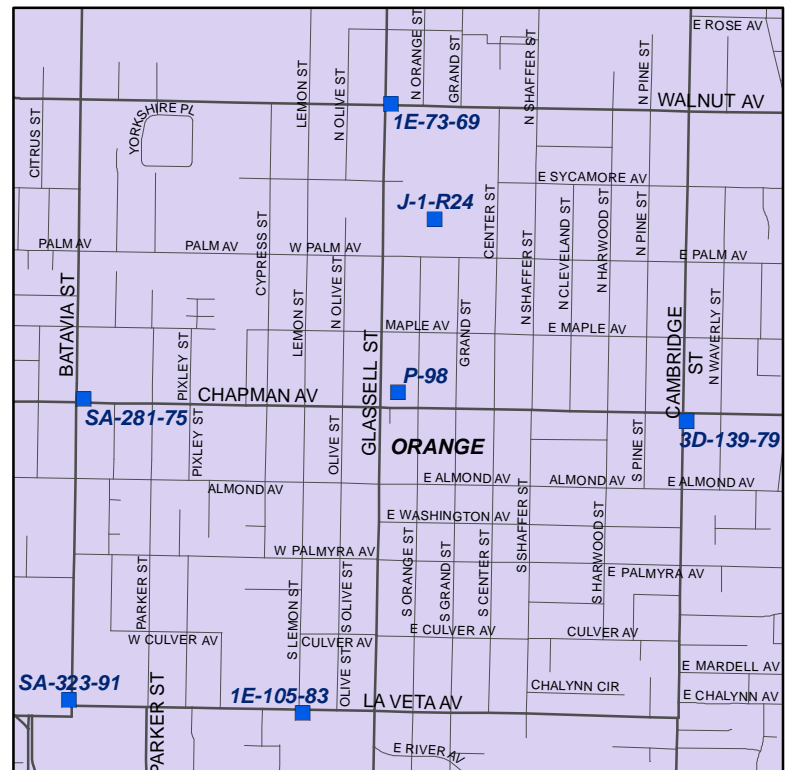 E ROSE AV
N ORANGE ST
GRAND ST
N SHAFFER ST
N PINE ST
LEMON ST
N OLIVE ST
WALNUT AV
YORKSHIRE PL
CITRUS ST
1E-73-69
E SYCAMORE AV
J-1-R24
CENTER ST
N CLEVELAND ST
N HARWOOD ST
N PINE ST
CYPRESS ST
PALM AV
PALM AV
W PALM AV
E PALM AV
N SHAFFER ST
N OLIVE ST
LEMON ST
BATAVIA ST
MAPLE AV
E MAPLE AV
GRAND ST
CAMBRIDGE ST
N WAVERLY ST
PIXLEY ST
GLASSELL ST
P-98
CHAPMAN AV
SA-281-75
PIXLEY ST
OLIVE ST
ORANGE
S PINE ST
3D-139-79
ALMOND AV
E ALMOND AV
ALMOND AV
E ALMOND AV
E WASHINGTON AV
S SHAFFER ST
S HARWOOD ST
W PALMYRA AV
S ORANGE ST
S GRAND ST
S CENTER ST
E PALMYRA AV
PARKER ST
S LEMON ST
S OLIVE ST
W CULVER AV
CULVER AV
E CULVER AV
CULVER AV
OLIVE ST
E MARDELL AV
SA-323-91
1E-105-83
LA VETA AV
CHALYNN CIR
E CHALYNN AV
PARKER ST
E RIVER AV